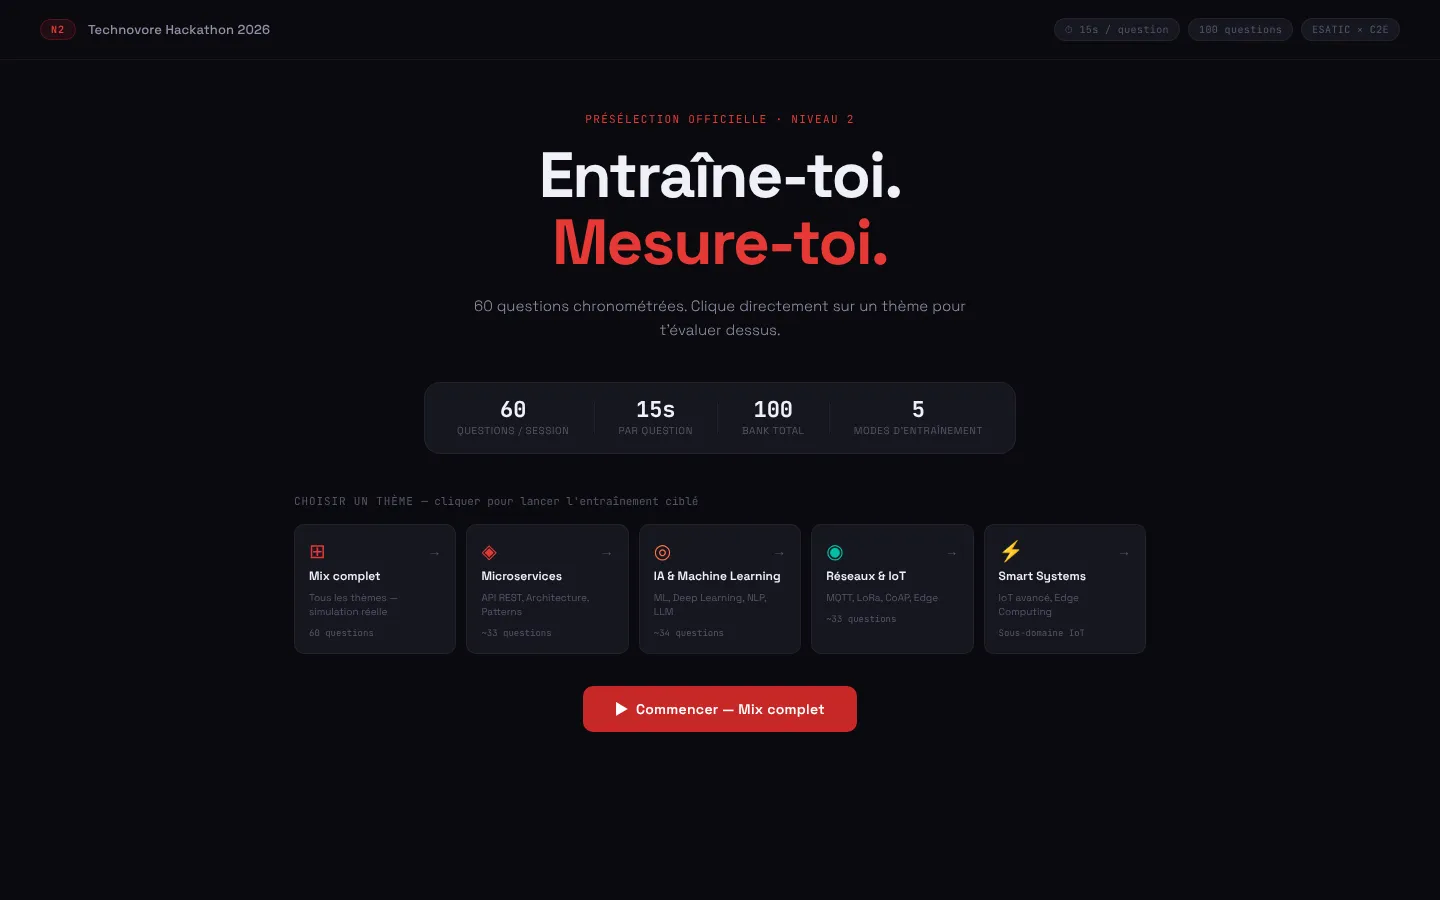 N2 Technovore Hackathon 2026
⏱ 15s / question 100 questions ESATIC × C2E
PRÉSÉLECTION OFFICIELLE · NIVEAU 2
Entraîne-toi.
Mesure-toi.
60 questions chronométrées. Clique directement sur un thème pour
t'évaluer dessus.
60 15s 100 5
QUESTIONS / SESSION PAR QUESTION BANK TOTAL MODES D'ENTRAÎNEMENT
CHOISIR UN THÈME — cliquer pour lancer l'entraînement ciblé
→
Mix complet
Tous les thèmes —
simulation réelle
60 questions
→
Microservices
API REST, Architecture,
Patterns
~33 questions
→
IA & Machine Learning
ML, Deep Learning, NLP,
LLM
~34 questions
→
Réseaux & IoT
MQTT, LoRa, CoAP, Edge
~33 questions
→
Smart Systems
IoT avancé, Edge
Computing
Sous-domaine IoT
▶ Commencer — Mix complet